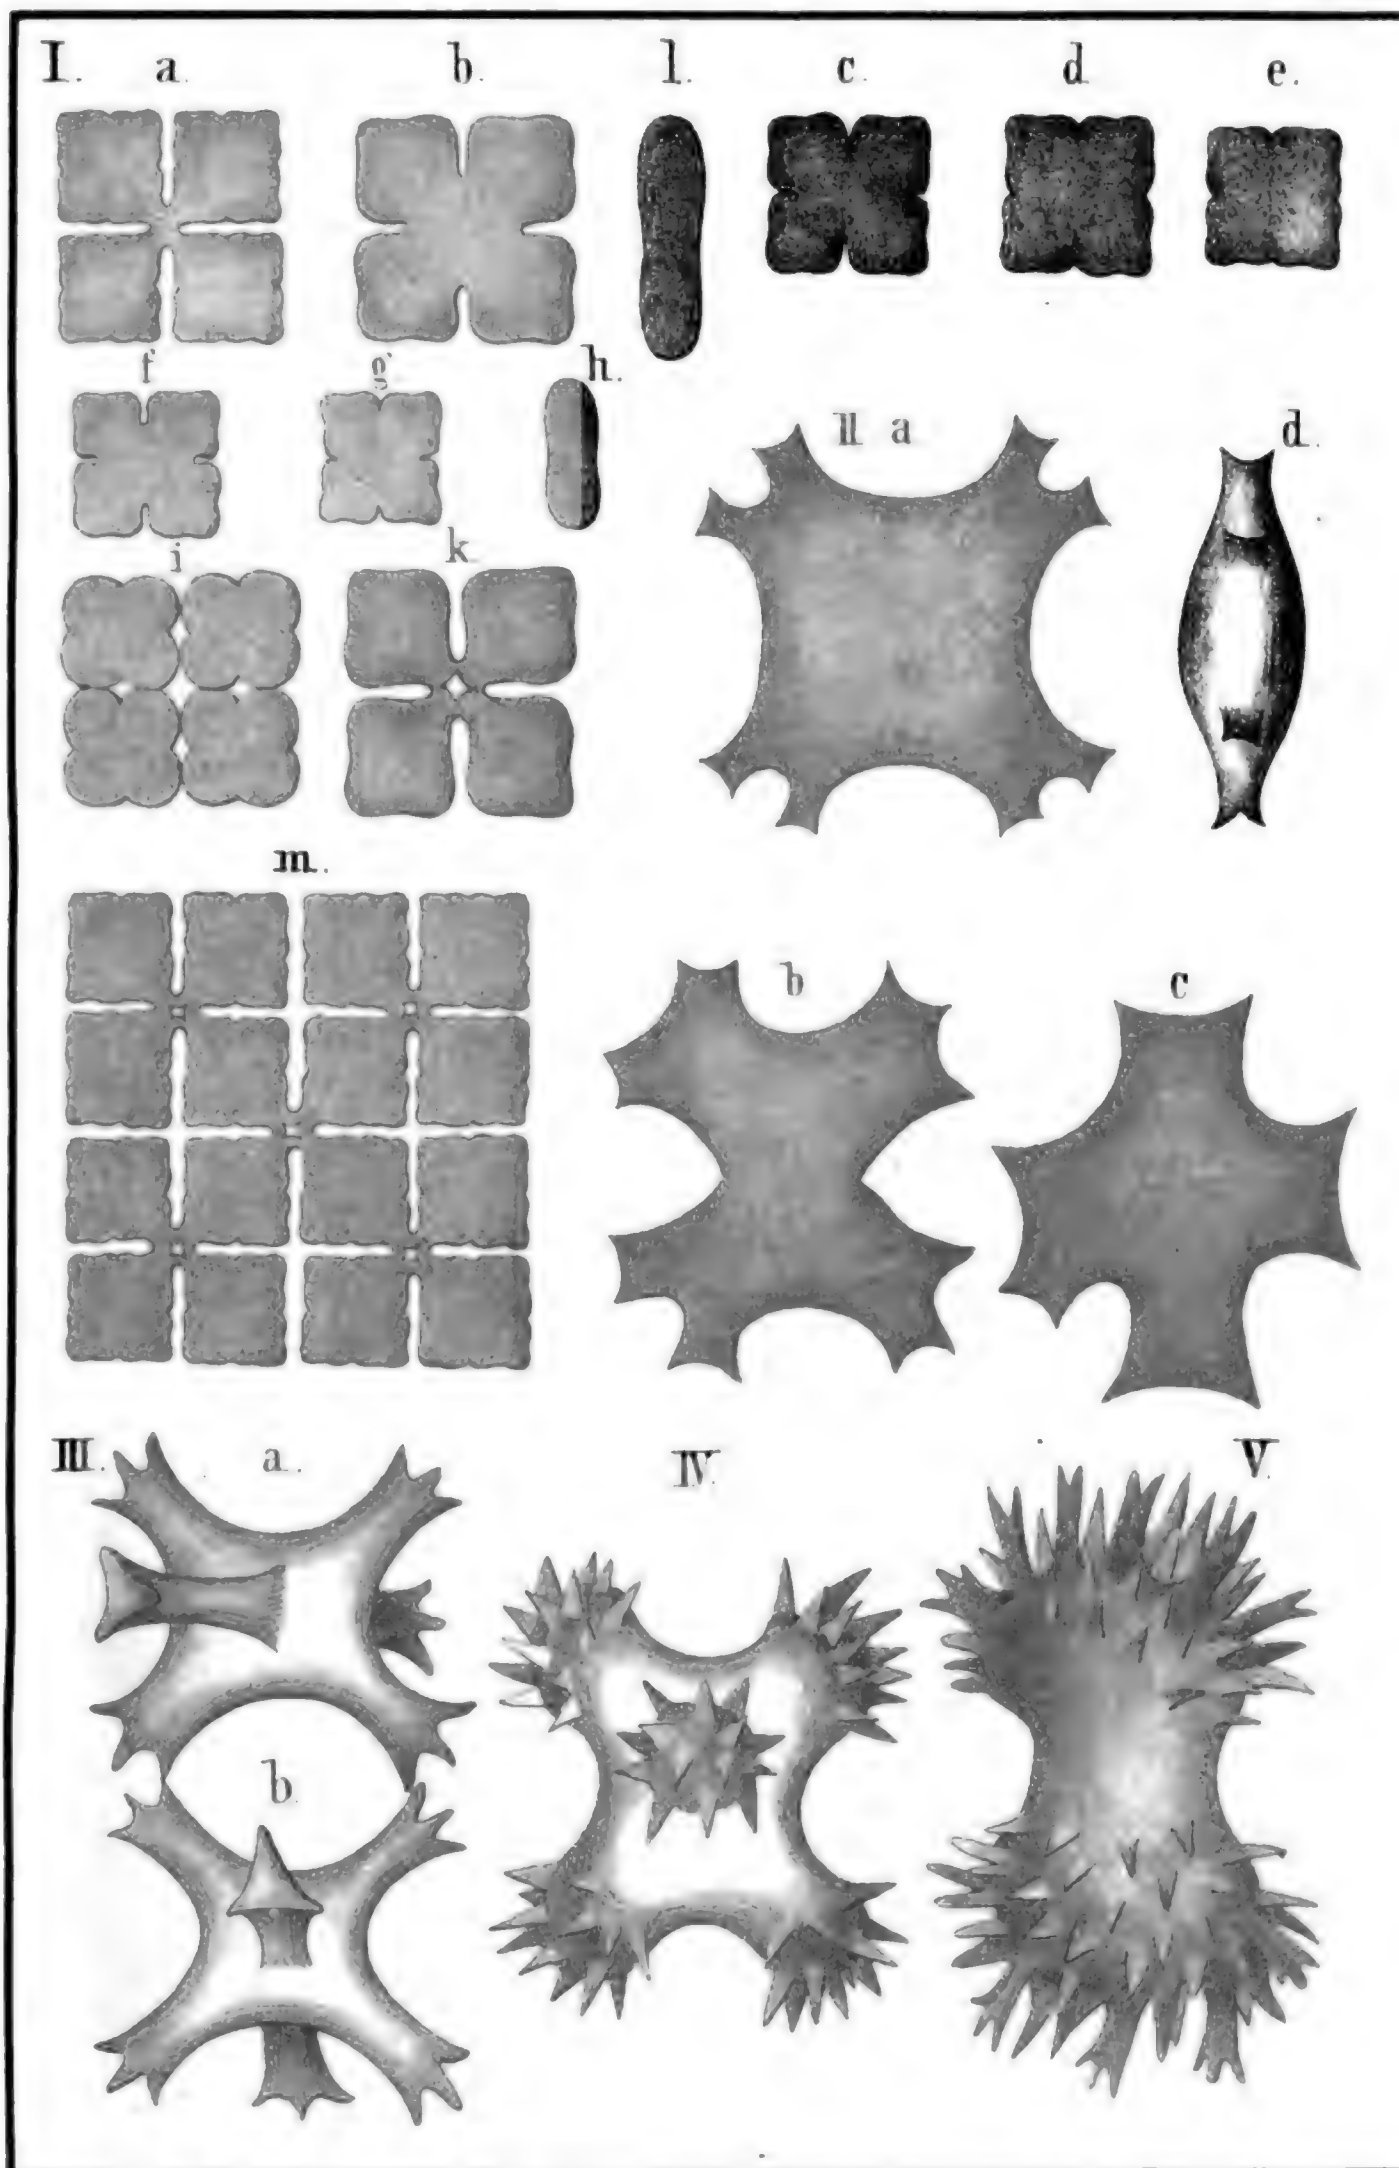 I. a. b. l. c. d. e.
f g h.
II a d.
i k
m.
b c
III. a. IV. V.
b